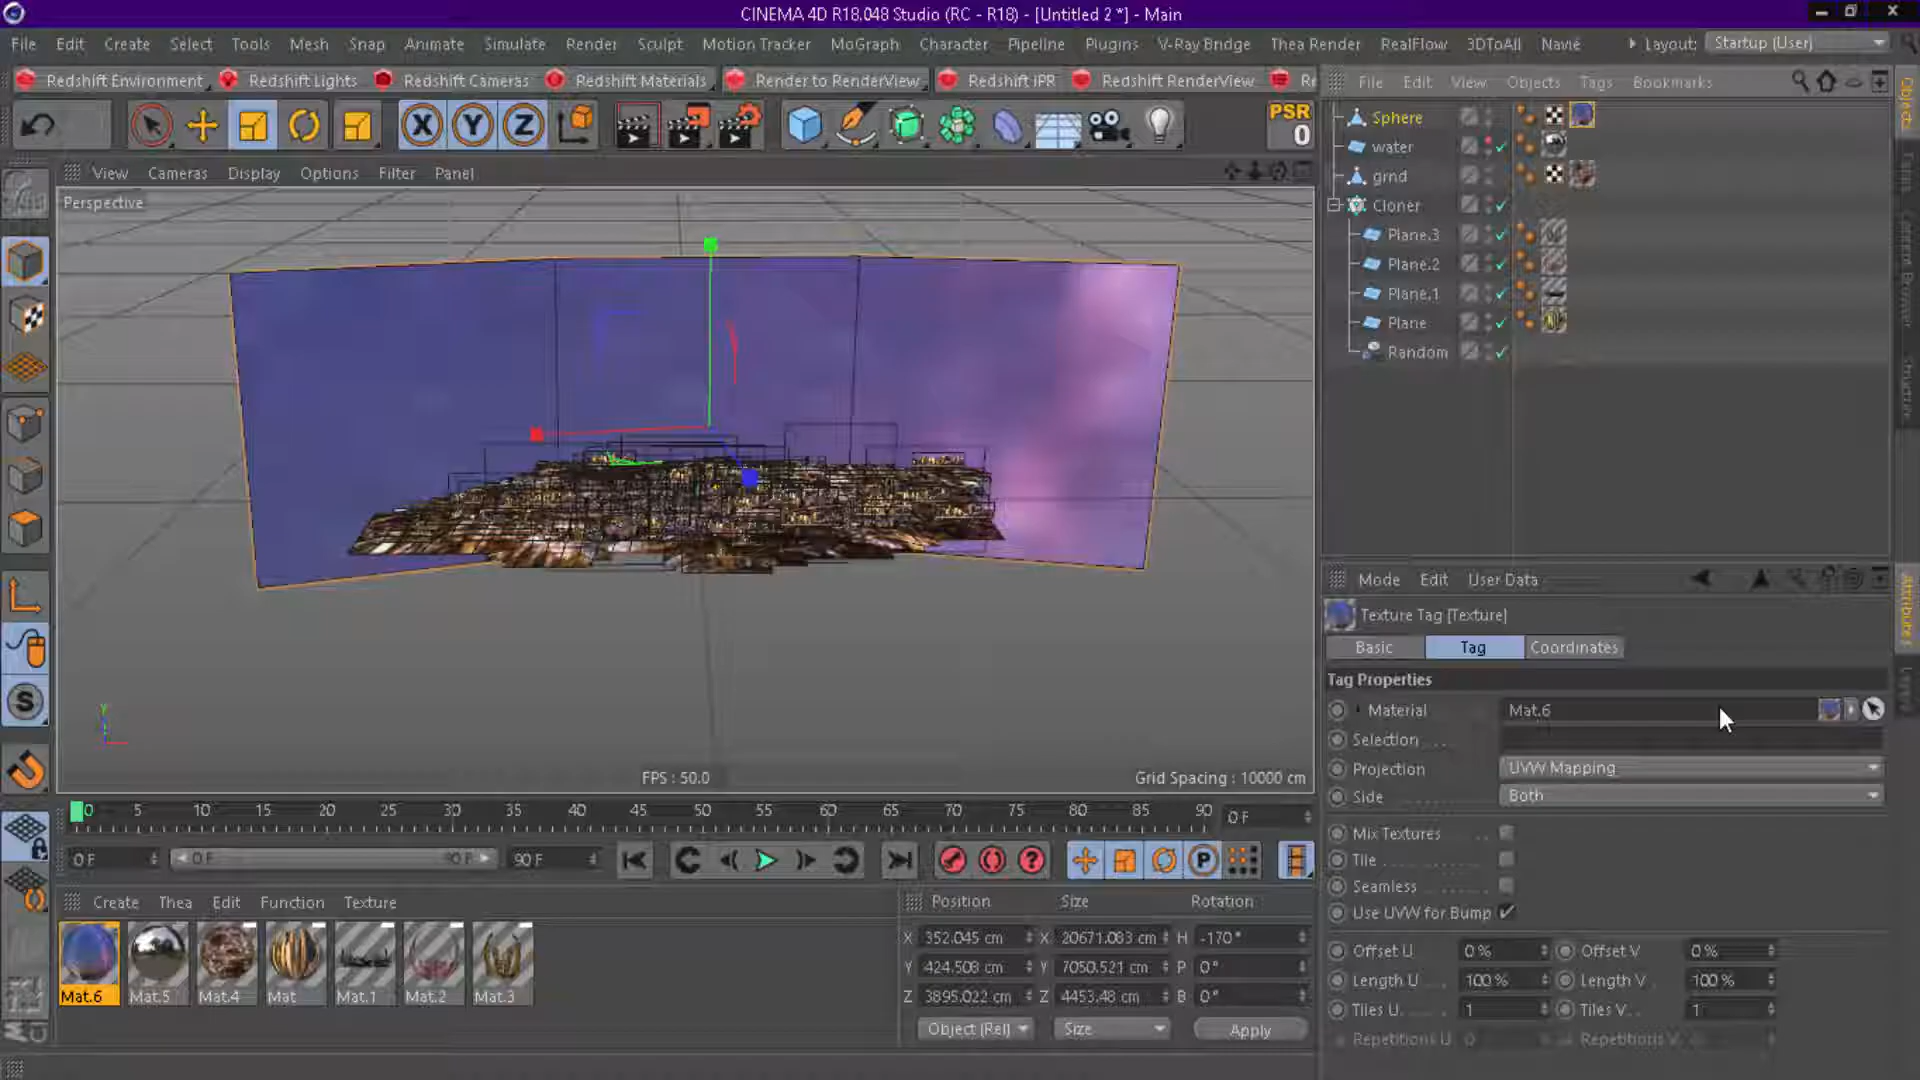 CINEMA 4D R18.048 Studio (RC - R18) - [Untitled 2 *] - Main
File Edit Create Select Tools Mesh Snap Animate Simulate Render Sculpt Motion Tracker MoGraph Character Pipeline Plugins V-Ray Bridge Thea Render RealFlow 3DToAll Navié Layout: Startup (User)
Redshift Environment Redshift Lights Redshift Cameras Redshift Materials Render to RenderView Redshift IPR Redshift RenderView Re
File Edit View Objects Tags Bookmarks
X Y Z PSR
0
View Cameras Display Options Filter Panel
Perspective
Sphere
water
grnd
Cloner
Plane.3
Plane.2
Plane.1
Plane
Random
Objects
Content Browser
Structure
Attributes
Mode Edit User Data
Texture Tag [Texture]
Basic Tag Coordinates
Tag Properties
Material Mat.6
Selection
Projection UVW Mapping
Side Both
Mix Textures
Tile
Seamless
Use UVW for Bump
Offset U 0 % Offset V 0 %
Length U 100 % Length V 100 %
Tiles U 1 Tiles V 1
Repetitions U 0 Repetitions V
Y
FPS : 50.0
Grid Spacing : 10000 cm
0 5 10 15 20 25 30 35 40 45 50 55 60 65 70 75 80 85 90 0 F
0 F 0 F 90 F 90 F
Create Thea Edit Function Texture
Mat.6 Mat.5 Mat.4 Mat Mat.1 Mat.2 Mat.3
Position Size Rotation
X 352.045 cm X 20671.083 cm H -170 °
Y 424.508 cm Y 7050.521 cm P 0 °
Z 3895.022 cm Z 4453.48 cm B 0 °
Object (Rel) Size Apply